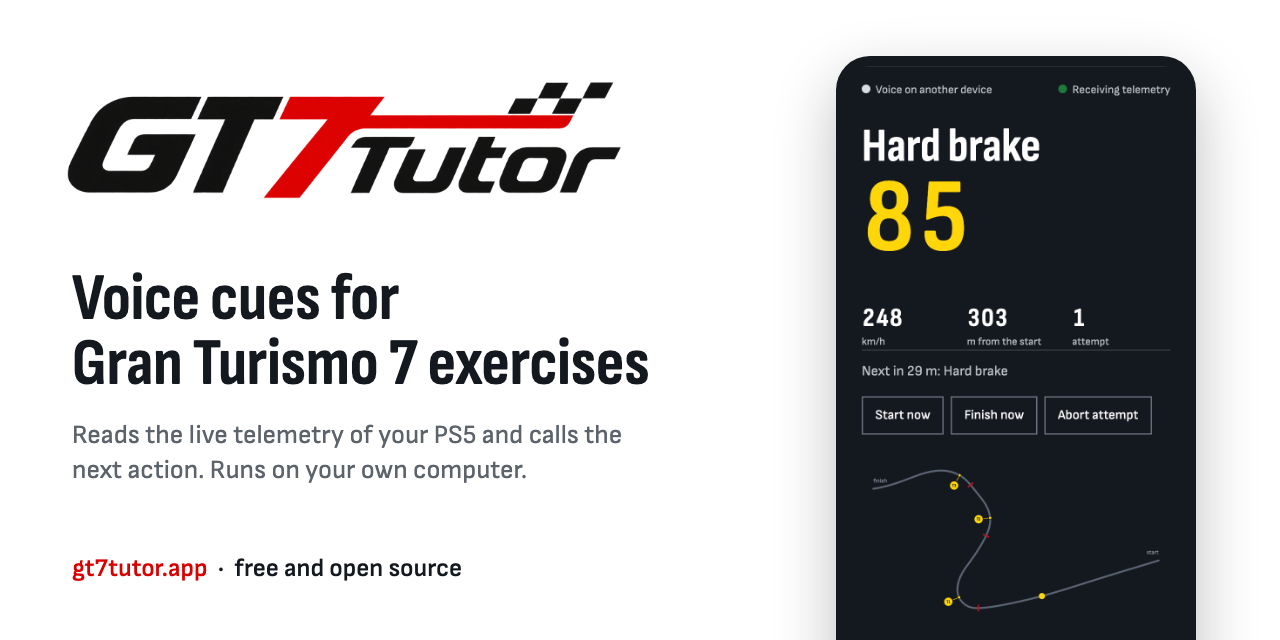 GT7 Tutor
Voice cues for
Gran Turismo 7 exercises
Reads the live telemetry of your PS5 and calls the
next action. Runs on your own computer.
gt7tutor.app · free and open source
Voice on another device
Receiving telemetry
Hard brake
85
248
303
1
km/h
m from the start
attempt
Next in 29 m: Hard brake
Start now
Finish now
Abort attempt
finish
start